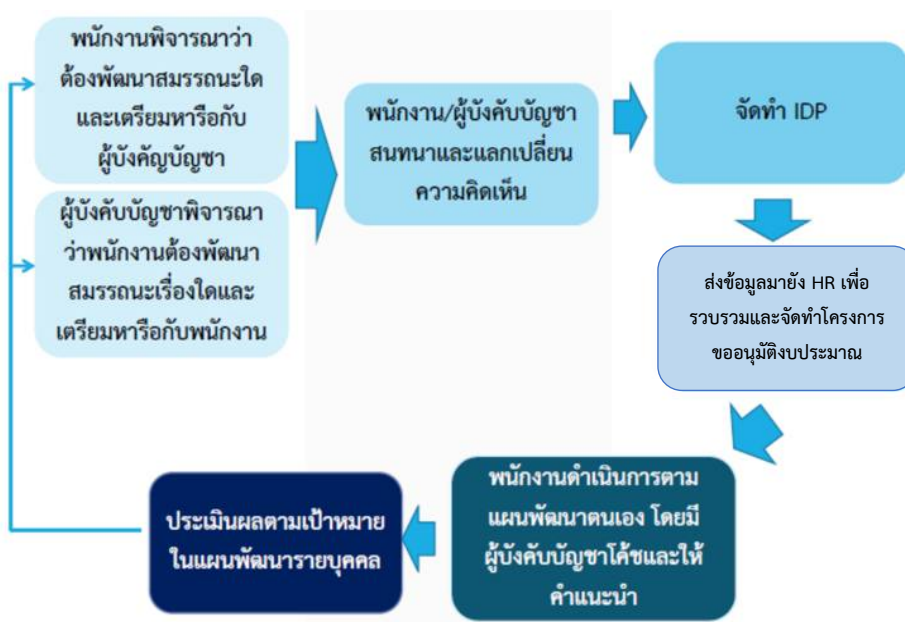 พนักงานพิจารณาว่า
ต้องพัฒนาสมรรถนะใด
และเตรียมหารือกับ
ผู้บังคัญบัญชา
ผู้บังคับบัญชาพิจารณา
ว่าพนักงานต้องพัฒนา
สมรรถนะเรื่องใดและ
เตรียมหารือกับพนักงาน
พนักงาน/ผู้บังคับบัญชา
สนทนาและแลกเปลี่ยน
ความคิดเห็น
จัดทำ IDP
ส่งข้อมูลมายัง HR เพื่อ
รวบรวมและจัดทำโครงการ
ขออนุมัติงบประมาณ
พนักงานดำเนินการตาม
แผนพัฒนาตนเอง โดยมี
ผู้บังคับบัญชาโค้ชและให้
คำแนะนำ
ประเมินผลตามเป้าหมาย
ในแผนพัฒนารายบุคคล